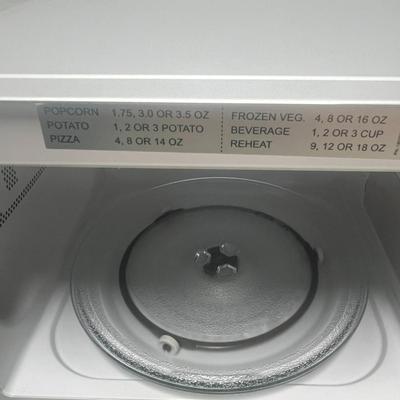 POPCORN 1.75, 3.0 OR 3.5 OZ
POTATO 1, 2 OR 3 POTATO
PIZZA 4, 8 OR 14 OZ
FROZEN VEG. 4, 8 OR 16 OZ
BEVERAGE 1, 2 OR 3 CUP
REHEAT 9, 12 OR 18 OZ